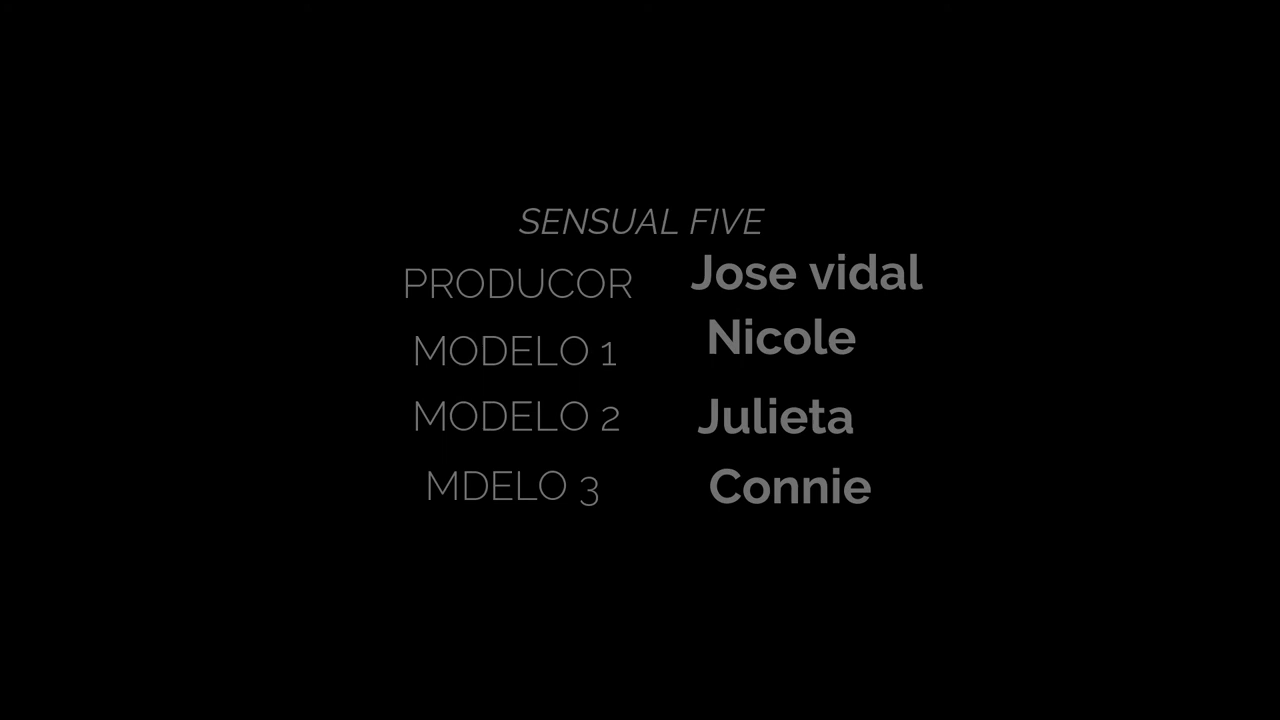 SENSUAL FIVE
PRODUCOR Jose vidal
MODELO 1 Nicole
MODELO 2 Julieta
MDELO 3 Connie